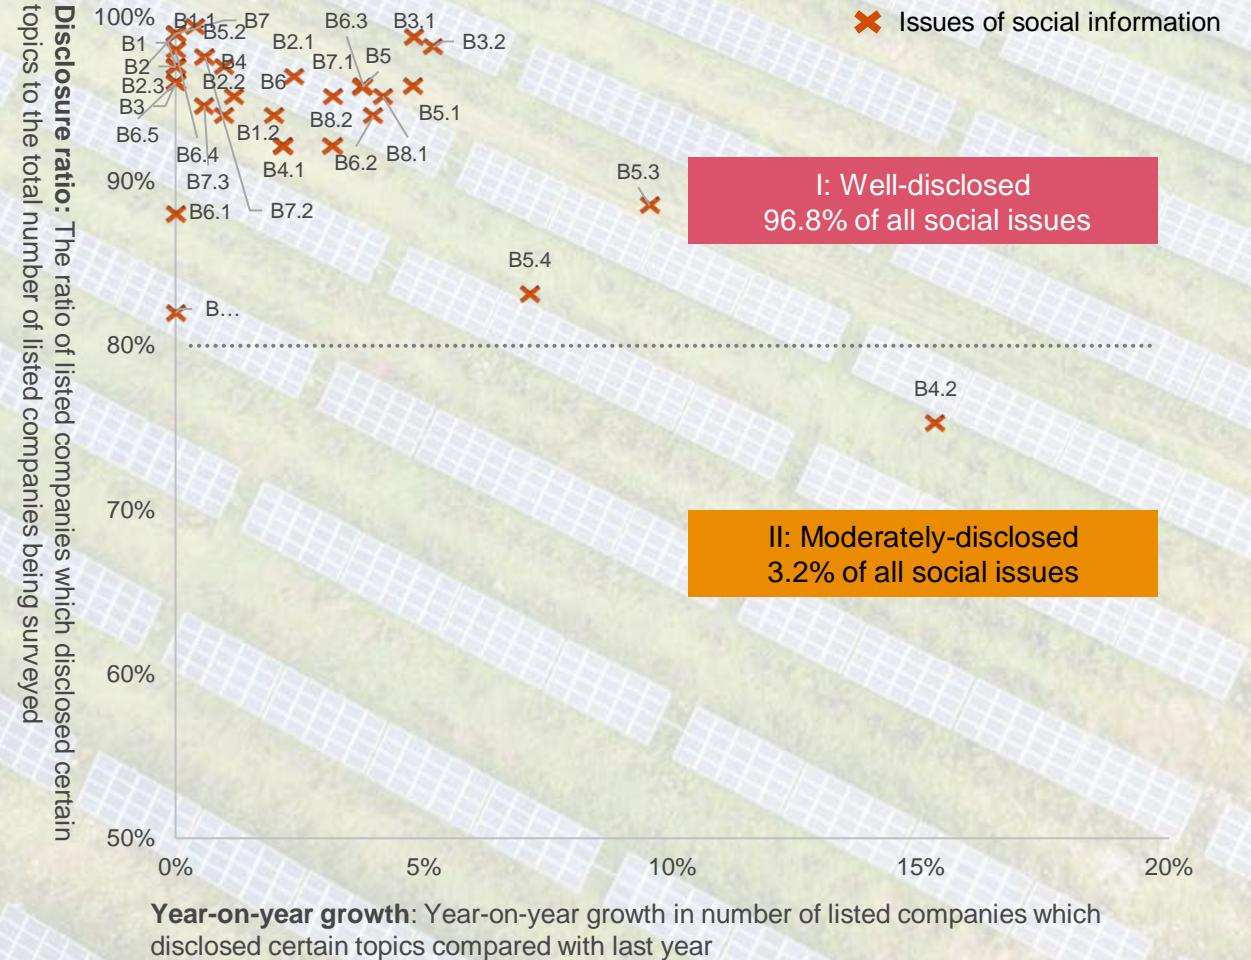 Issues of social information
Disclosure ratio: The ratio of listed companies which disclosed certain
topics to the total number of listed companies being surveyed
100%
90%
80%
70%
60%
50%
B1.1
B7
B5.2
B1
B2
B4
B2.3
B2.2
B3
B6.5
B6.4
B7.3
B7.2
B6.1
B…
B1.2
B6
B2.1
B4.1
B6.3
B7.1
B5
B8.2
B6.2
B8.1
B3.1
B3.2
B5.1
B5.3
B5.4
B4.2
I: Well-disclosed
96.8% of all social issues
II: Moderately-disclosed
3.2% of all social issues
0%
5%
10%
15%
20%
Year-on-year growth: Year-on-year growth in number of listed companies which
disclosed certain topics compared with last year